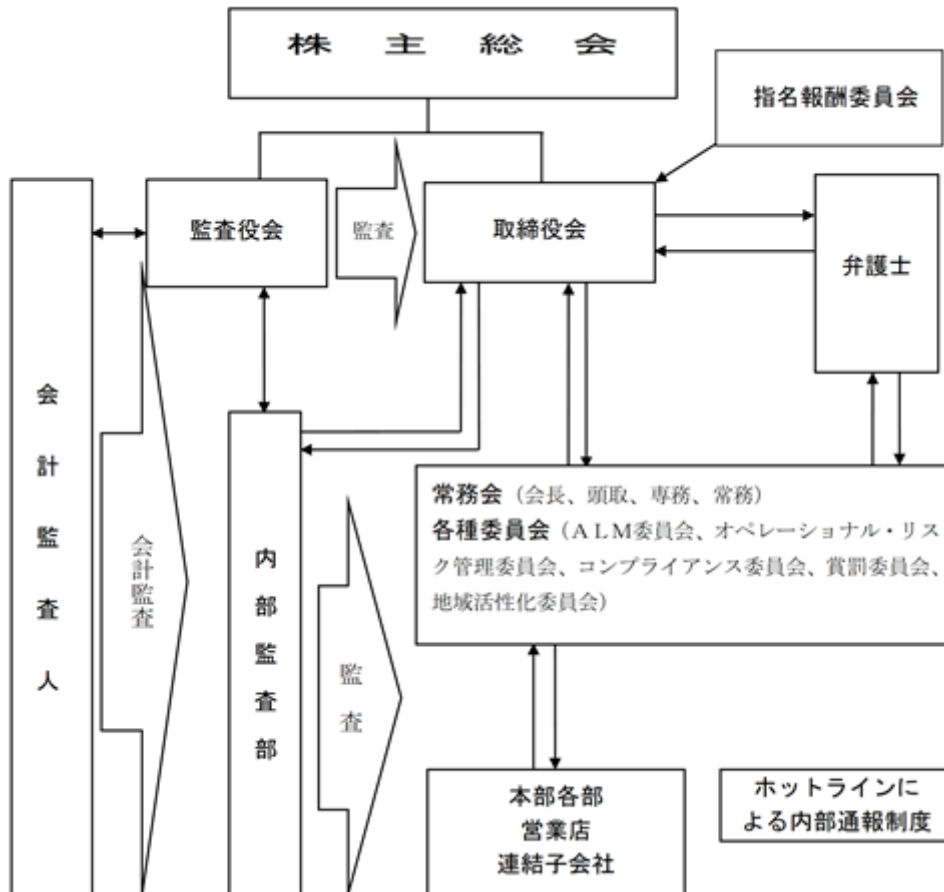 株主総会
指名報酬委員会
監査役会
監査
取締役会
弁護士
会計監査人
会計監査
内部監査部
監査
常務会（会長、頭取、専務、常務）
各種委員会（ＡＬＭ委員会、オペレーショナル・リス
ク管理委員会、コンプライアンス委員会、賞罰委員会、
地域活性化委員会）
本部各部
営業店
連結子会社
ホットラインに
よる内部通報制度